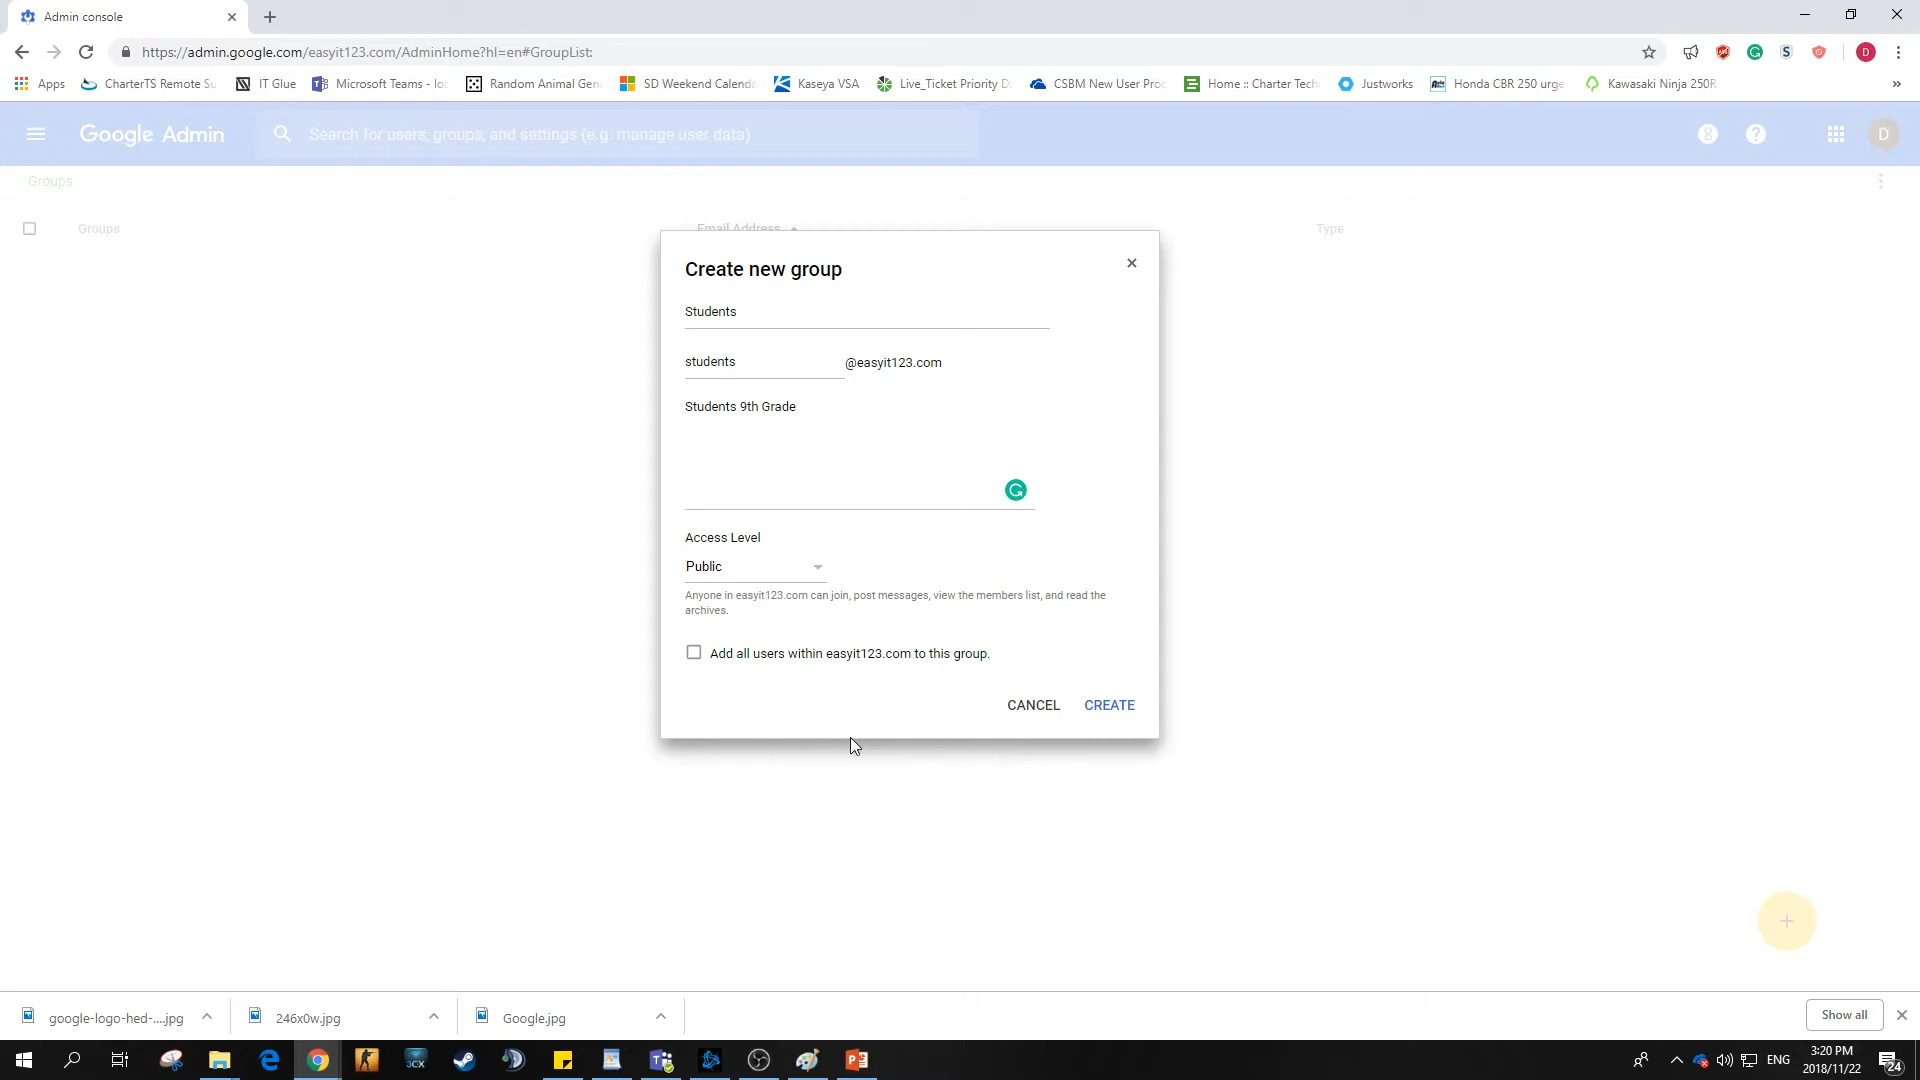 Admin console
https://admin.google.com/easyit123.com/AdminHome?hl=en#GroupList:
S
D
Apps
CharterTS Remote Su
IT Glue
Microsoft Teams - Ioa
Random Animal Gen
SD Weekend Calenda
Kaseya VSA
Live_Ticket Priority D
CSBM New User Proc
Home :: Charter Tech
Justworks
Honda CBR 250 urge
Kawasaki Ninja 250R
»
Google Admin
Search for users, groups, and settings (e.g. manage user data)
8
?
D
Groups
Groups
Email Address
Type
Create new group
Students
students
@easyit123.com
Students 9th Grade
Access Level
Public
Anyone in easyit123.com can join, post messages, view the members list, and read the
archives.
Add all users within easyit123.com to this group.
CANCEL
CREATE
google-logo-hed-....jpg
246x0w.jpg
Google.jpg
Show all
3CX
ENG
3:20 PM
2018/11/22
24